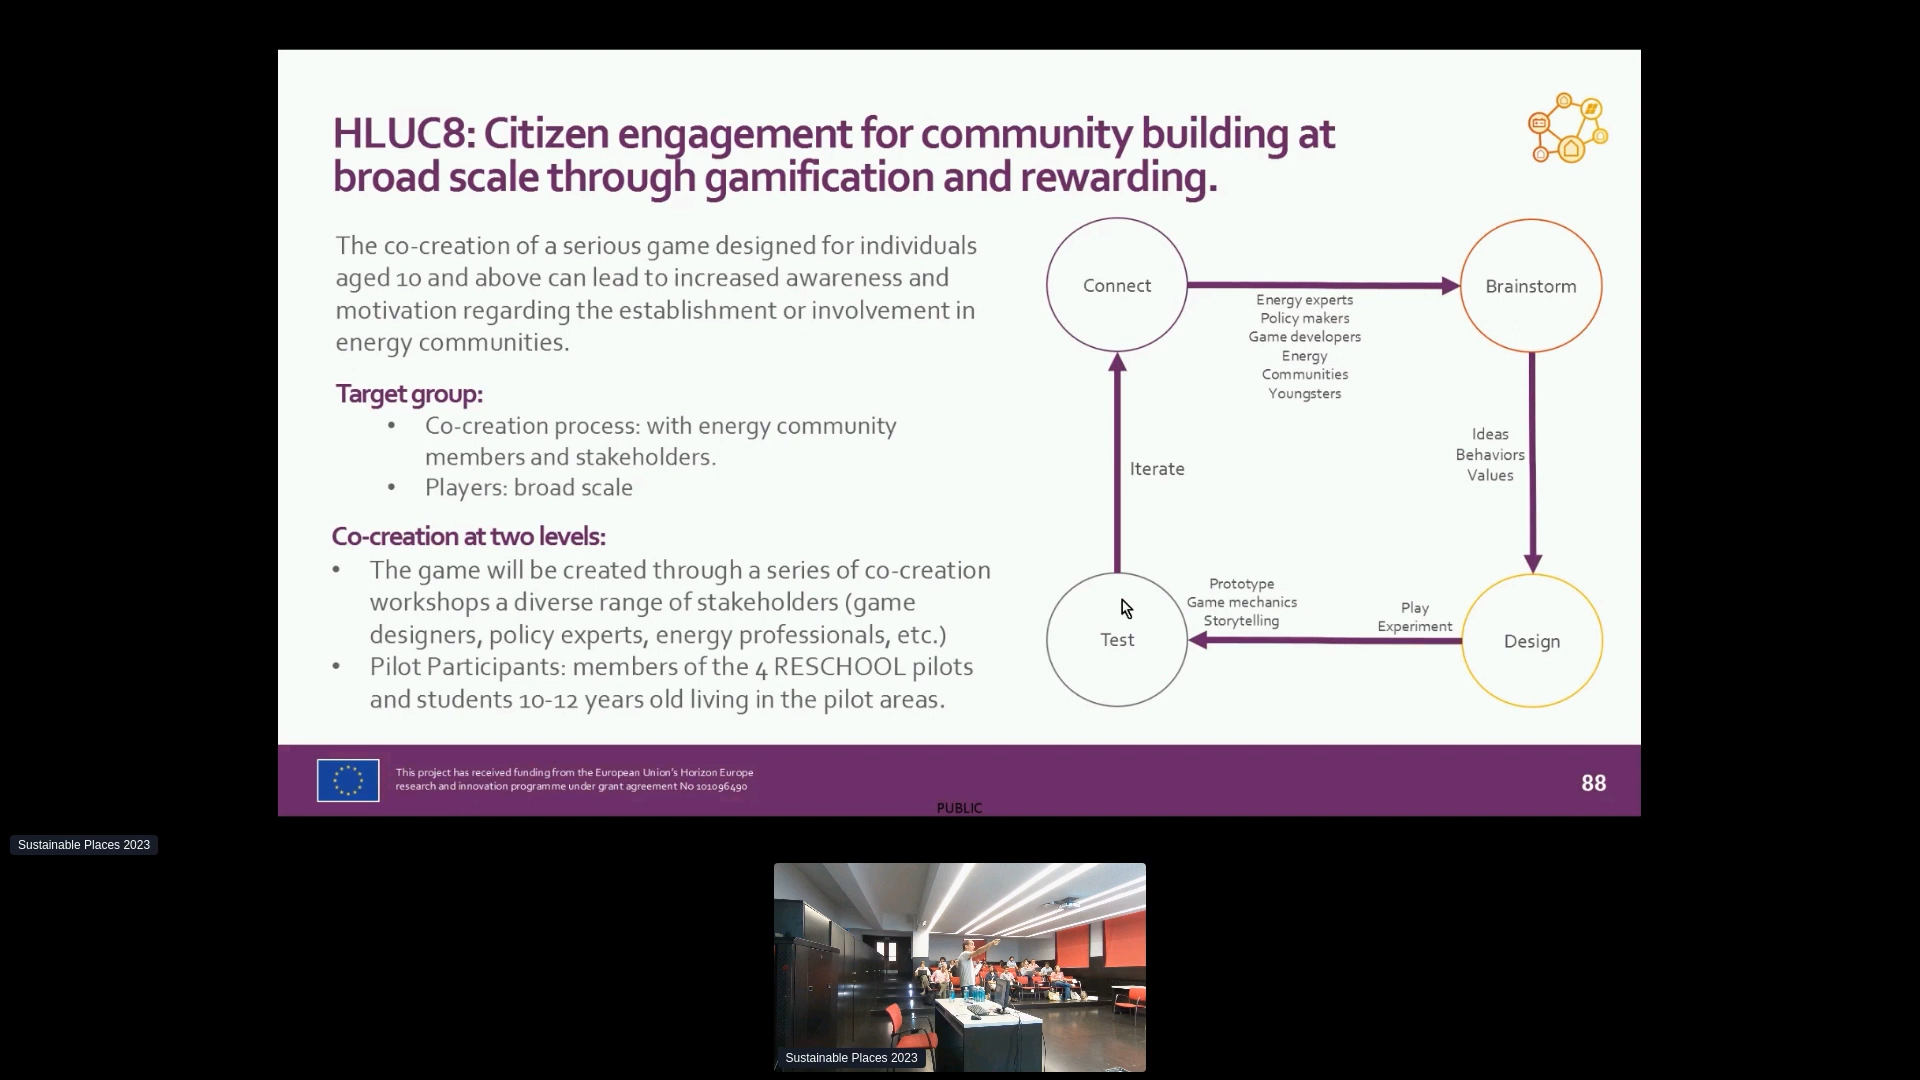 HLUC8: Citizen engagement for community building at
broad scale through gamification and rewarding.
The co-creation of a serious game designed for individuals
aged 10 and above can lead to increased awareness and
motivation regarding the establishment or involvement in
energy communities.
Target group:
• Co-creation process: with energy community
members and stakeholders.
• Players: broad scale
Co-creation at two levels:
• The game will be created through a series of co-creation
workshops a diverse range of stakeholders (game
designers, policy experts, energy professionals, etc.)
• Pilot Participants: members of the 4 RESCHOOL pilots
and students 10-12 years old living in the pilot areas.
Connect
Brainstorm
Energy experts
Policy makers
Game developers
Energy
Communities
Youngsters
Ideas
Behaviors
Values
Iterate
Prototype
Game mechanics
Storytelling
Play
Experiment
Test
Design
This project has received funding from the European Union's Horizon Europe
research and innovation programme under grant agreement No 101096490
88
PUBLIC
Sustainable Places 2023
Sustainable Places 2023